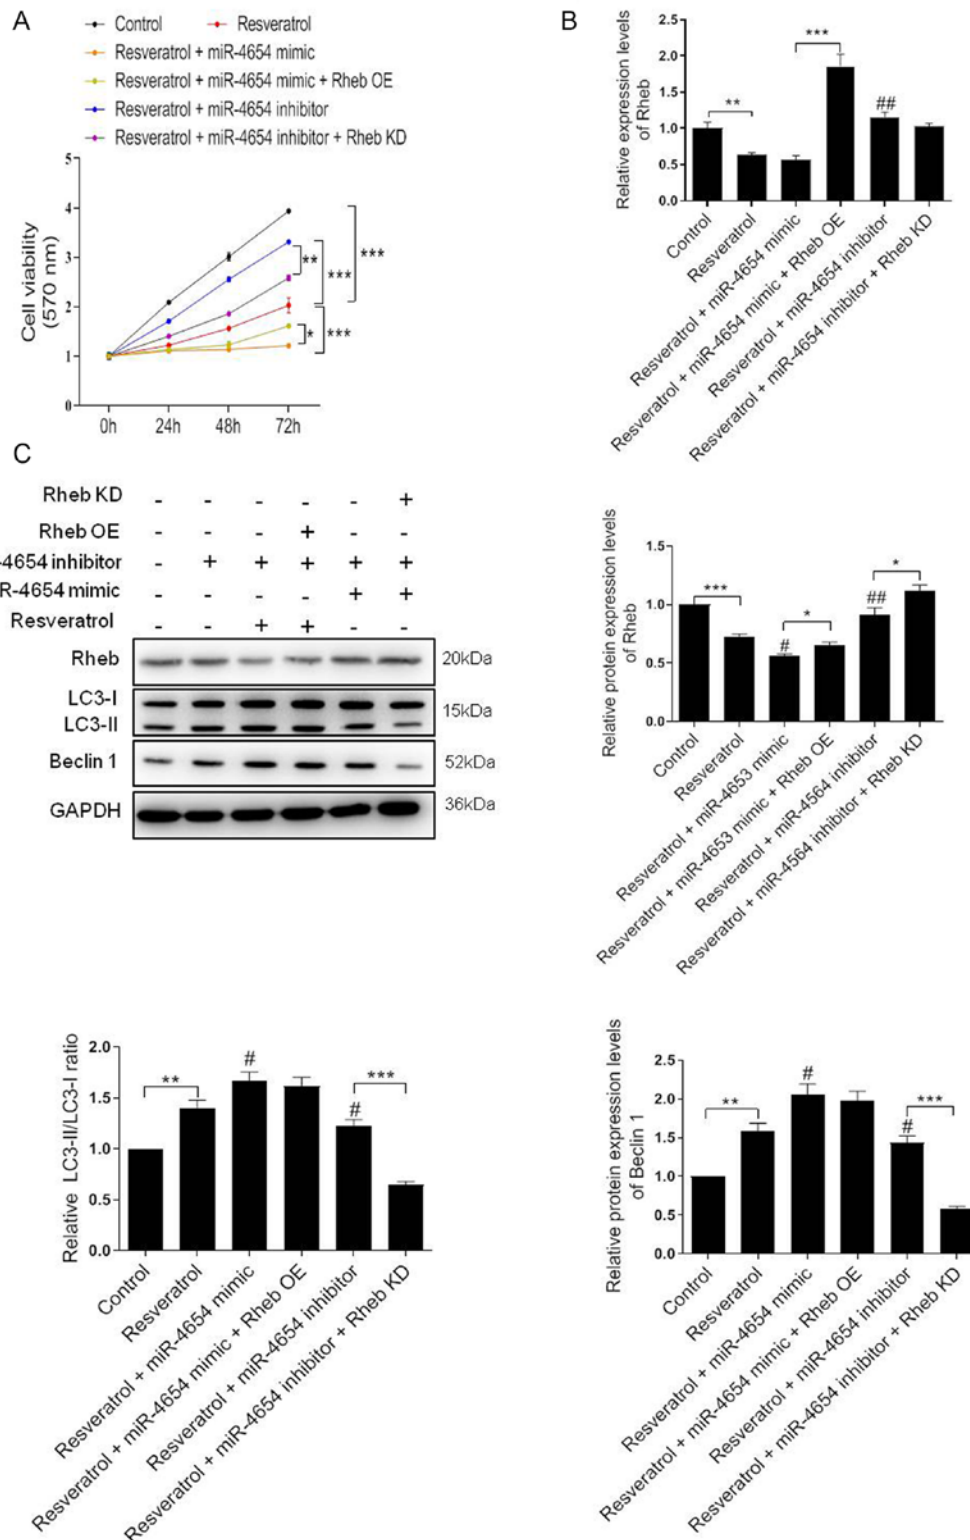 A
Control
Resveratrol
Resveratrol + miR-4654 mimic
Resveratrol + miR-4654 mimic + Rheb OE
Resveratrol + miR-4654 inhibitor
Resveratrol + miR-4654 inhibitor + Rheb KD
Cell viability
(570 nm)
5
4
3
2
1
0
0h 24h 48h 72h
** *** ***
* ***
B
Relative expression levels
of Rheb
2.5
2.0
1.5
1.0
0.5
0.0
** *** ##
Control
Resveratrol
Resveratrol + miR-4654 mimic
Resveratrol + miR-4654 mimic + Rheb OE
Resveratrol + miR-4654 inhibitor
Resveratrol + miR-4654 inhibitor + Rheb KD
C
Rheb KD - - - - - +
Rheb OE - - - + - -
-4654 inhibitor - + + + + +
R-4654 mimic - - - - + +
Resveratrol - - + + - -
Rheb 20kDa
LC3-I
LC3-II 15kDa
Beclin 1 52kDa
GAPDH 36kDa
Relative protein expression levels
of Rheb
1.5
1.0
0.5
0.0
*** # * ## *
Control
Resveratrol
Resveratrol + miR-4653 mimic
Resveratrol + miR-4653 mimic + Rheb OE
Resveratrol + miR-4564 inhibitor
Resveratrol + miR-4564 inhibitor + Rheb KD
Relative LC3-II/LC3-I ratio
2.0
1.5
1.0
0.5
0.0
** # # ***
Control
Resveratrol
Resveratrol + miR-4654 mimic
Resveratrol + miR-4654 mimic + Rheb OE
Resveratrol + miR-4654 inhibitor
Resveratrol + miR-4654 inhibitor + Rheb KD
Relative protein expression levels
of Beclin 1
2.5
2.0
1.5
1.0
0.5
0.0
** # # ***
Control
Resveratrol
Resveratrol + miR-4654 mimic
Resveratrol + miR-4654 mimic + Rheb OE
Resveratrol + miR-4654 inhibitor
Resveratrol + miR-4654 inhibitor + Rheb KD